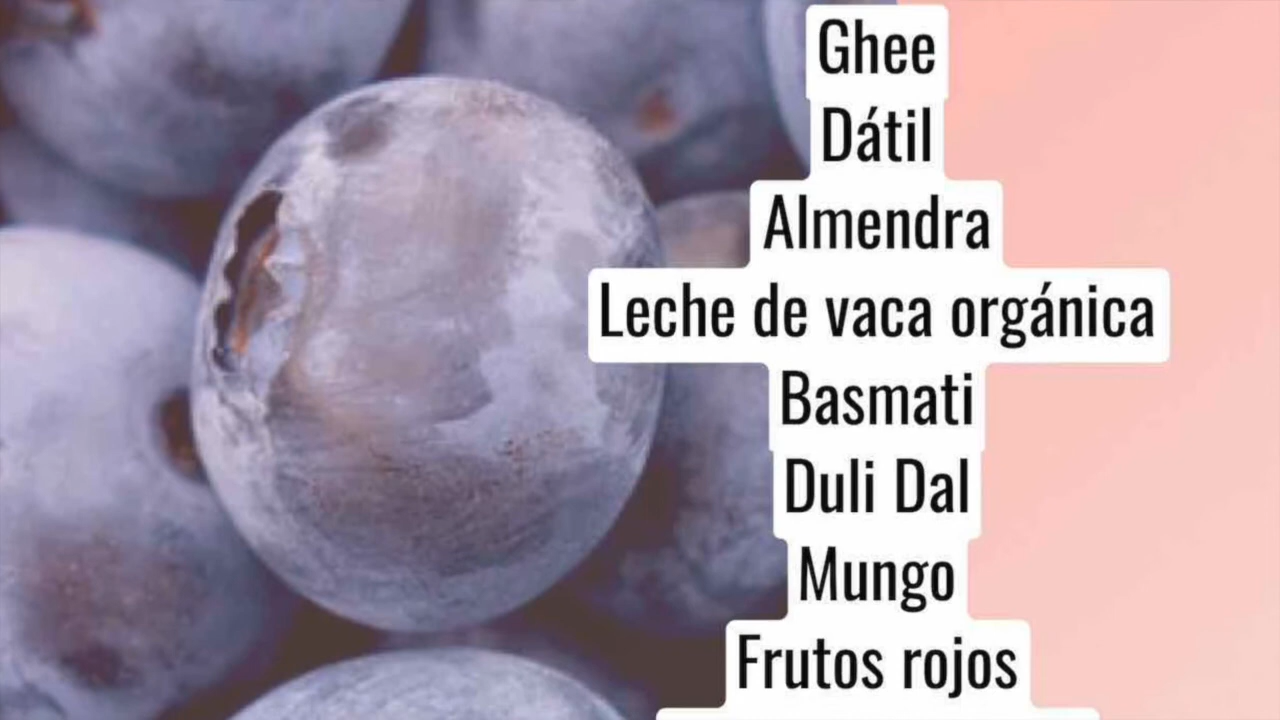 Ghee
Dátil
Almendra
Leche de vaca orgánica
Basmati
Duli Dal
Mungo
Frutos rojos